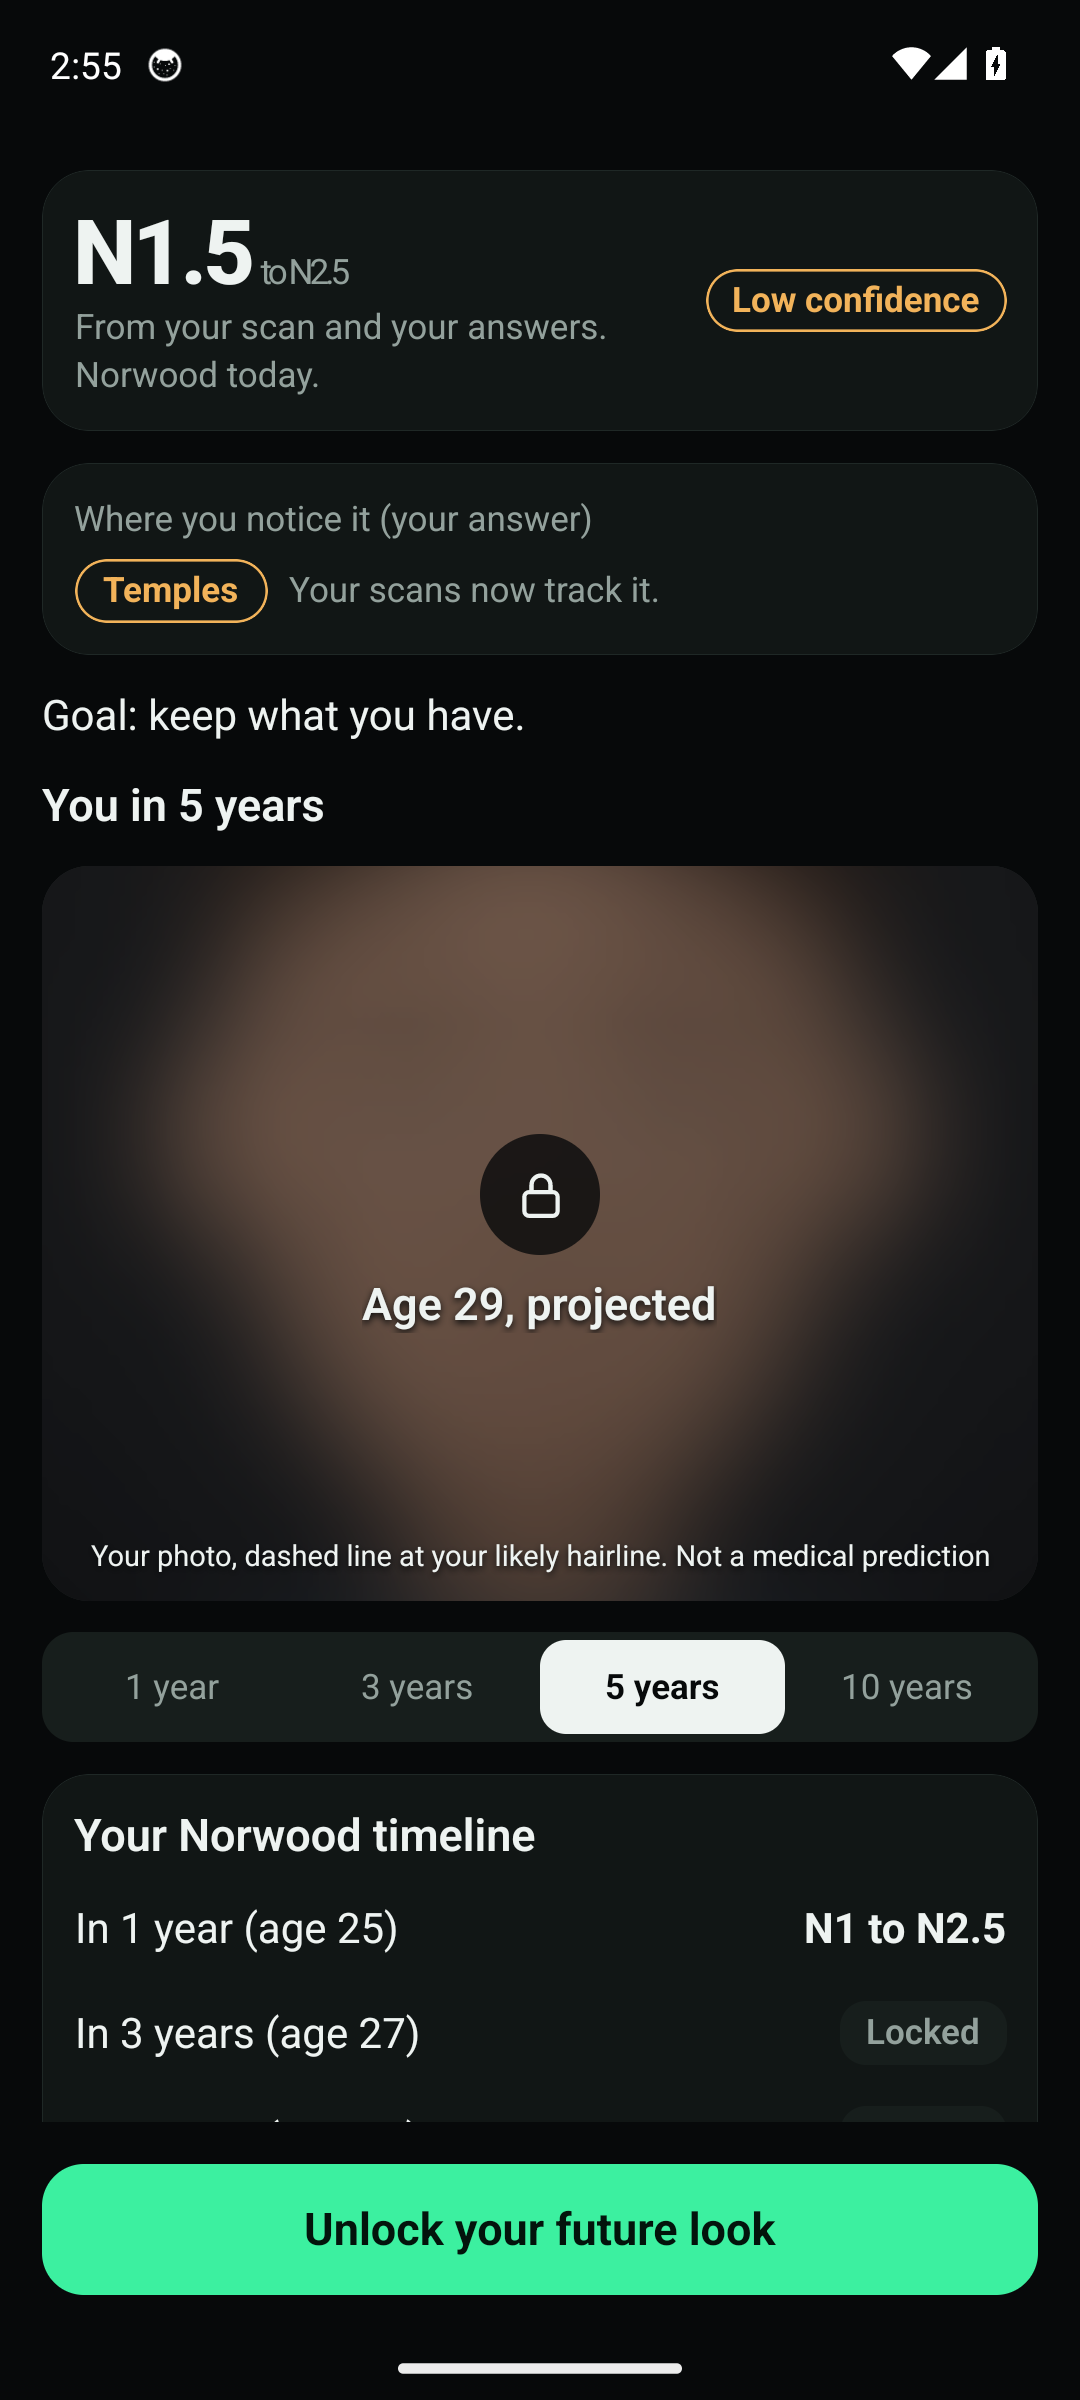 2:55
N1.5 to N2.5
Low confidence
From your scan and your answers.
Norwood today.
Where you notice it (your answer)
Temples Your scans now track it.
Goal: keep what you have.
You in 5 years
Age 29, projected
Your photo, dashed line at your likely hairline. Not a medical prediction
1 year 3 years 5 years 10 years
Your Norwood timeline
In 1 year (age 25) N1 to N2.5
In 3 years (age 27) Locked
Unlock your future look